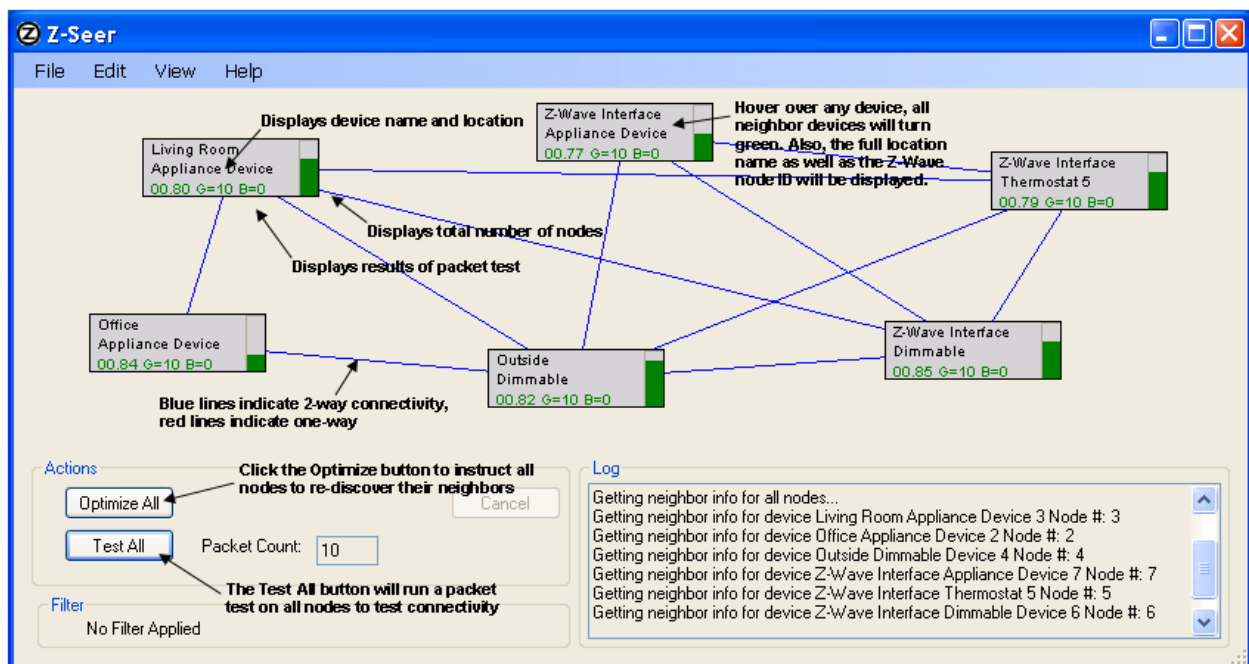 Z-Seer
File Edit View Help
Displays device name and location
Z-Wave Interface
Appliance Device
00.77 G=10 B=0
Hover over any device, all
neighbor devices will turn
green. Also, the full location
name as well as the Z-Wave
node ID will be displayed.
Living Room
Appliance Device
00.80 G=10 B=0
Z-Wave Interface
Thermostat 5
00.79 G=10 B=0
Displays total number of nodes
Displays results of packet test
Office
Appliance Device
00.84 G=10 B=0
Outside
Dimmable
00.82 G=10 B=0
Z-Wave Interface
Dimmable
00.85 G=10 B=0
Blue lines indicate 2-way connectivity,
red lines indicate one-way
Actions
Click the Optimize button to instruct all
nodes to re-discover their neighbors
Optimize All
Cancel
Test All
Packet Count:
10
The Test All button will run a packet
test on all nodes to test connectivity
Filter
No Filter Applied
Log
Getting neighbor info for all nodes...
Getting neighbor info for device Living Room Appliance Device 3 Node #: 3
Getting neighbor info for device Office Appliance Device 2 Node #: 2
Getting neighbor info for device Outside Dimmable Device 4 Node #: 4
Getting neighbor info for device Z-Wave Interface Appliance Device 7 Node #: 7
Getting neighbor info for device Z-Wave Interface Thermostat 5 Node #: 5
Getting neighbor info for device Z-Wave Interface Dimmable Device 6 Node #: 6